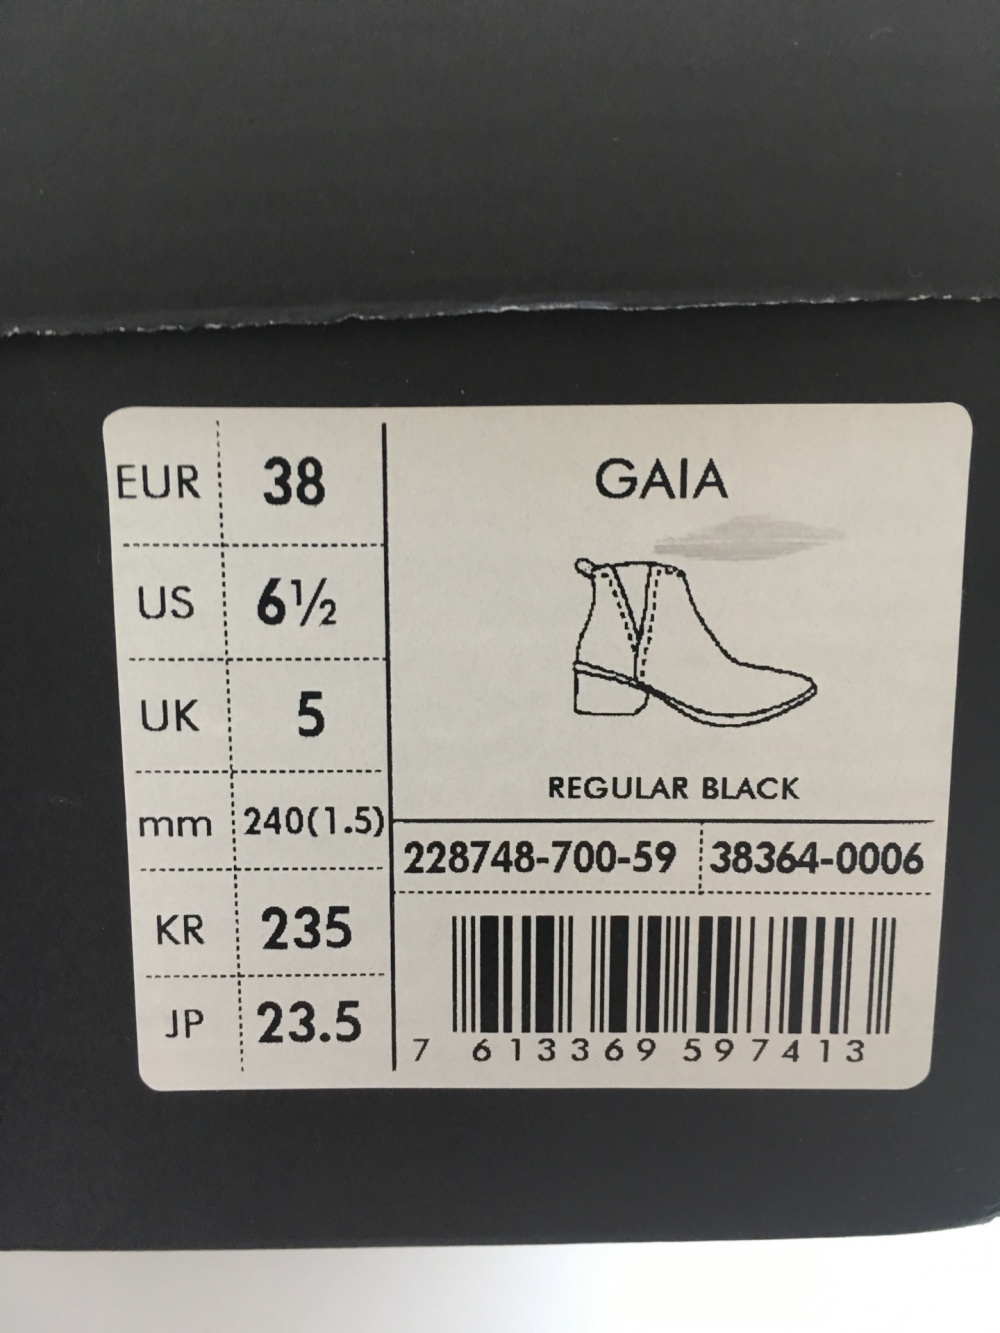 EUR 38
US 6½
UK 5
mm 240(1.5)
KR 235
JP 23.5
GAIA
REGULAR BLACK
228748-700-59 38364-0006
7 613369 597413